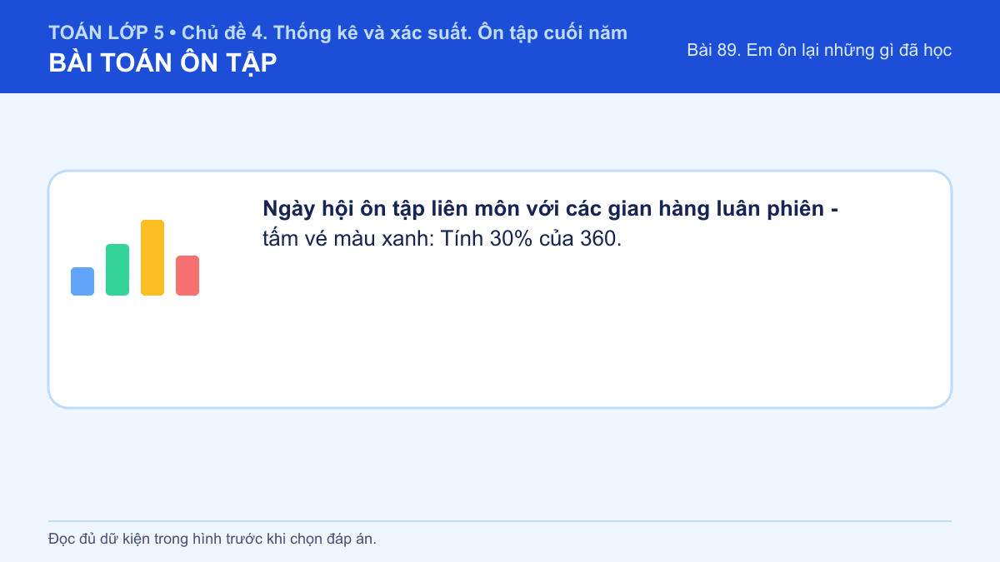 TOÁN LỚP 5 • Chủ đề 4. Thống kê và xác suất. Ôn tập cuối năm
BÀI TOÁN ÔN TẬP
Bài 89. Em ôn lại những gì đã học
Ngày hội ôn tập liên môn với các gian hàng luân phiên -
tấm vé màu xanh: Tính 30% của 360.
Đọc đủ dữ kiện trong hình trước khi chọn đáp án.